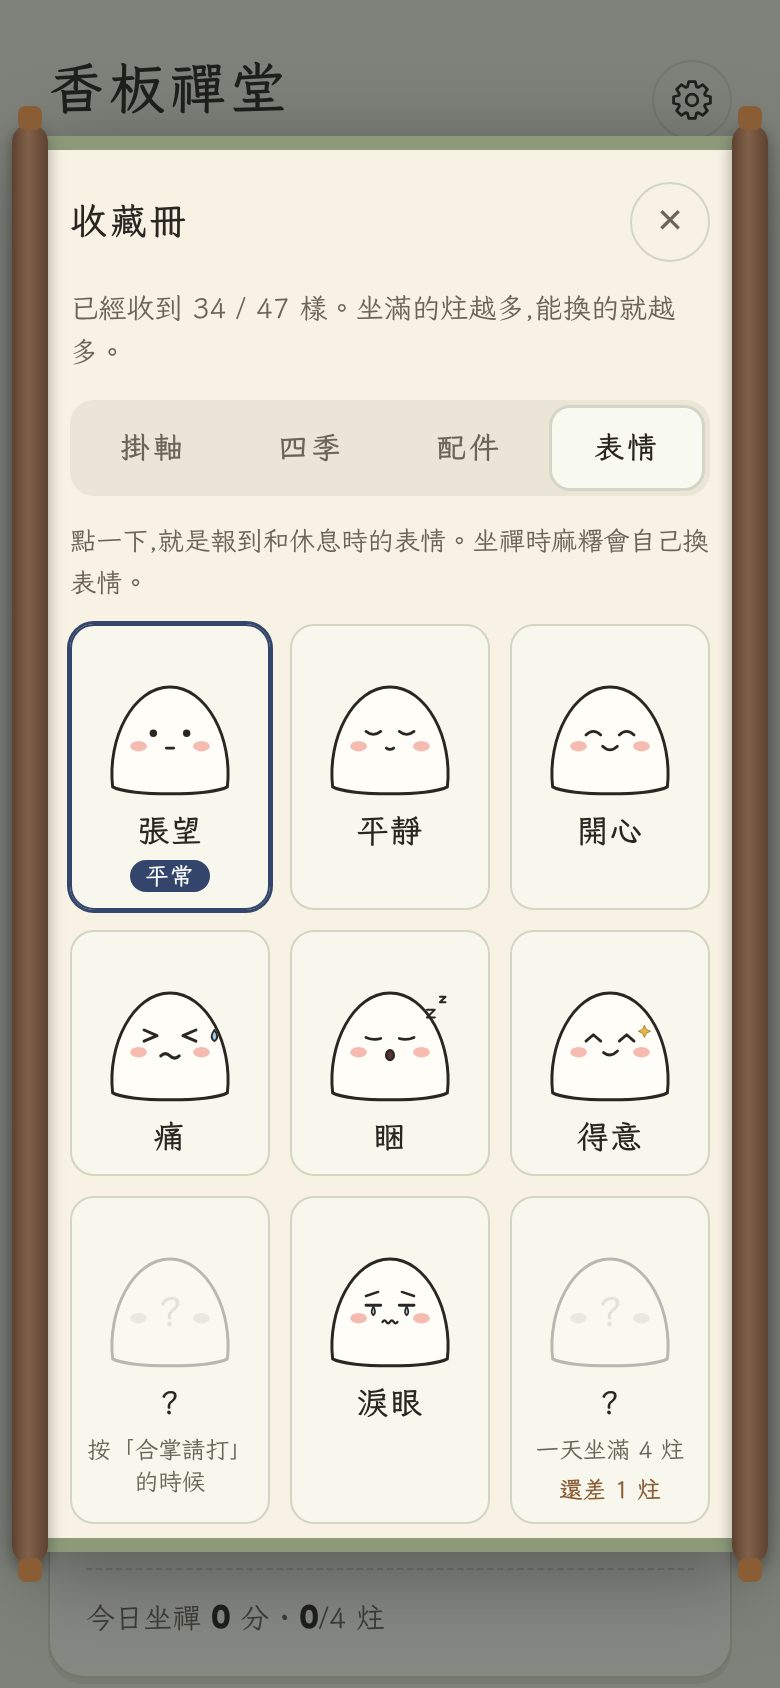 香板禪堂
收藏冊
已經收到 34 / 47 樣。坐滿的炷越多,能換的就越
多。
掛軸 四季 配件 表情
點一下,就是報到和休息時的表情。坐禪時麻糬會自己換
表情。
張望 平靜 開心
平常
z
z
痛 睏 得意
? ?
? 淚眼 ?
按「合掌請打」 一天坐滿 4 炷
的時候 還差 1 炷
今日坐禪 0 分・0/4 炷